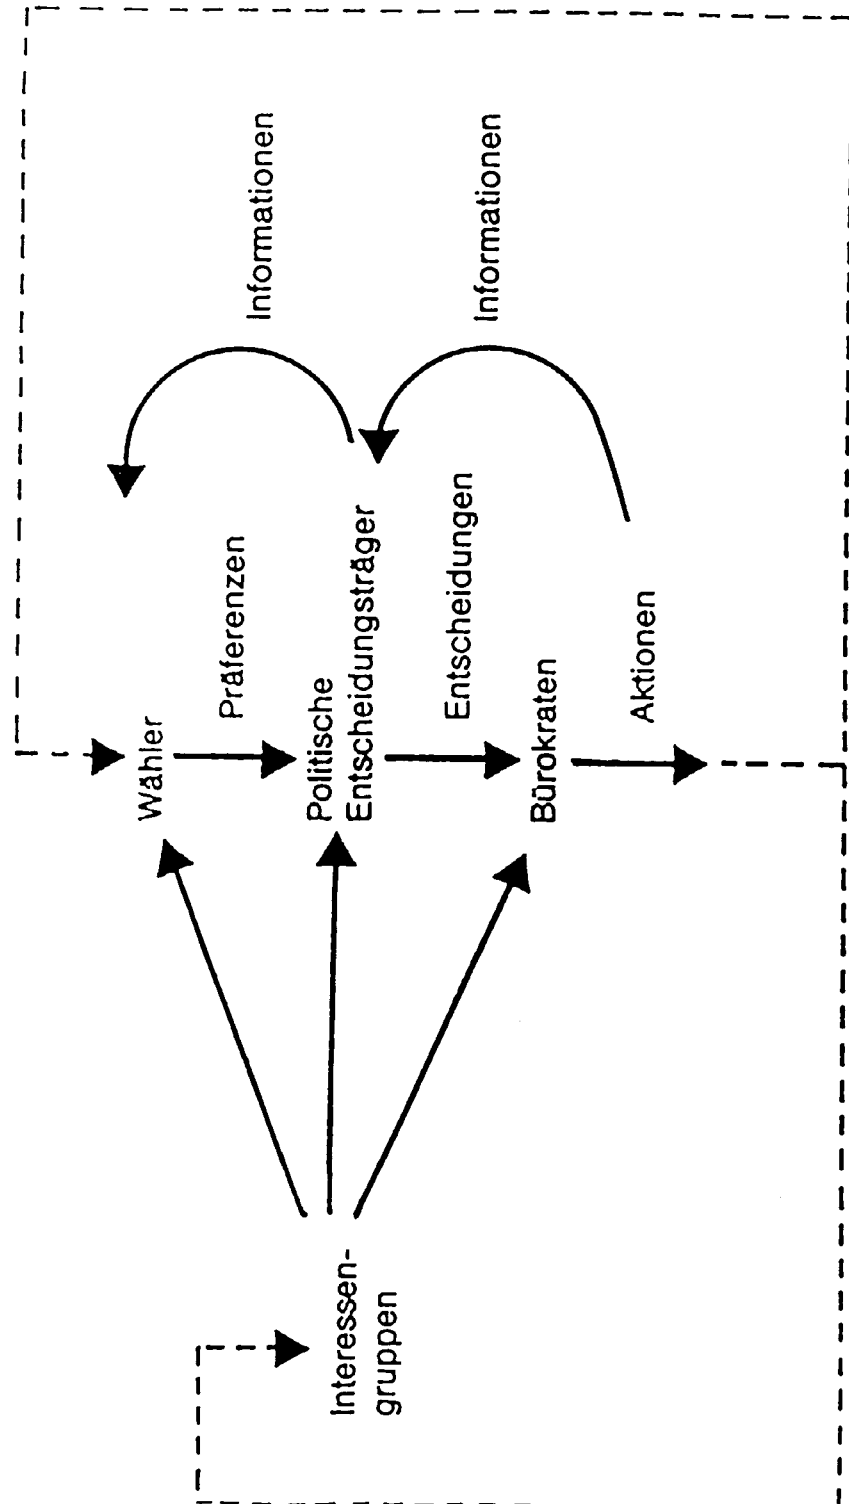 Wähler
Präferenzen
Informationen
Politische
Entscheidungsträger
Entscheidungen
Informationen
Bürokraten
Aktionen
Interessen-
gruppen